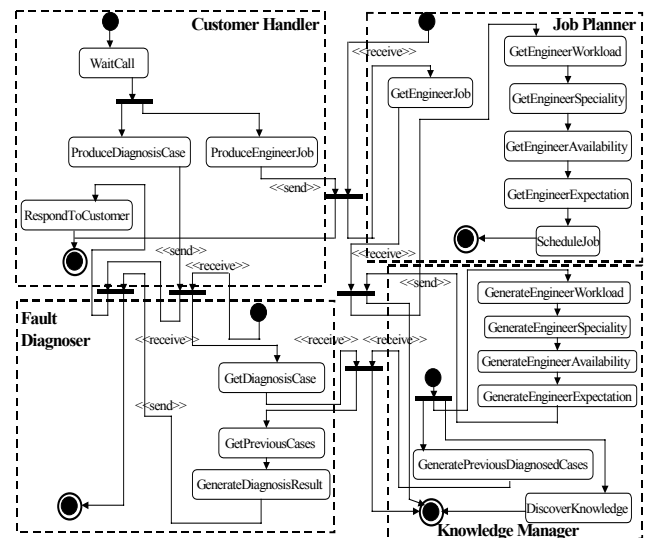 Customer Handler
WaitCall
ProduceDiagnosisCase
ProduceEngineerJob
RespondToCustomer
<<send>>
<<send>>
<<receive>>
<<receive>>
Job Planner
GetEngineerJob
GetEngineerWorkload
GetEngineerSpeciality
GetEngineerAvailability
GetEngineerExpectation
ScheduleJob
<<receive>>
<<send>>
Fault
Diagnoser
<<receive>>
<<receive>>
<<receive>>
GetDiagnosisCase
<<send>>
GetPreviousCases
GenerateDiagnosisResult
GenerateEngineerWorkload
GenerateEngineerSpeciality
GenerateEngineerAvailability
GenerateEngineerExpectation
GeneratePreviousDiagnosedCases
DiscoverKnowledge
Knowledge Manager